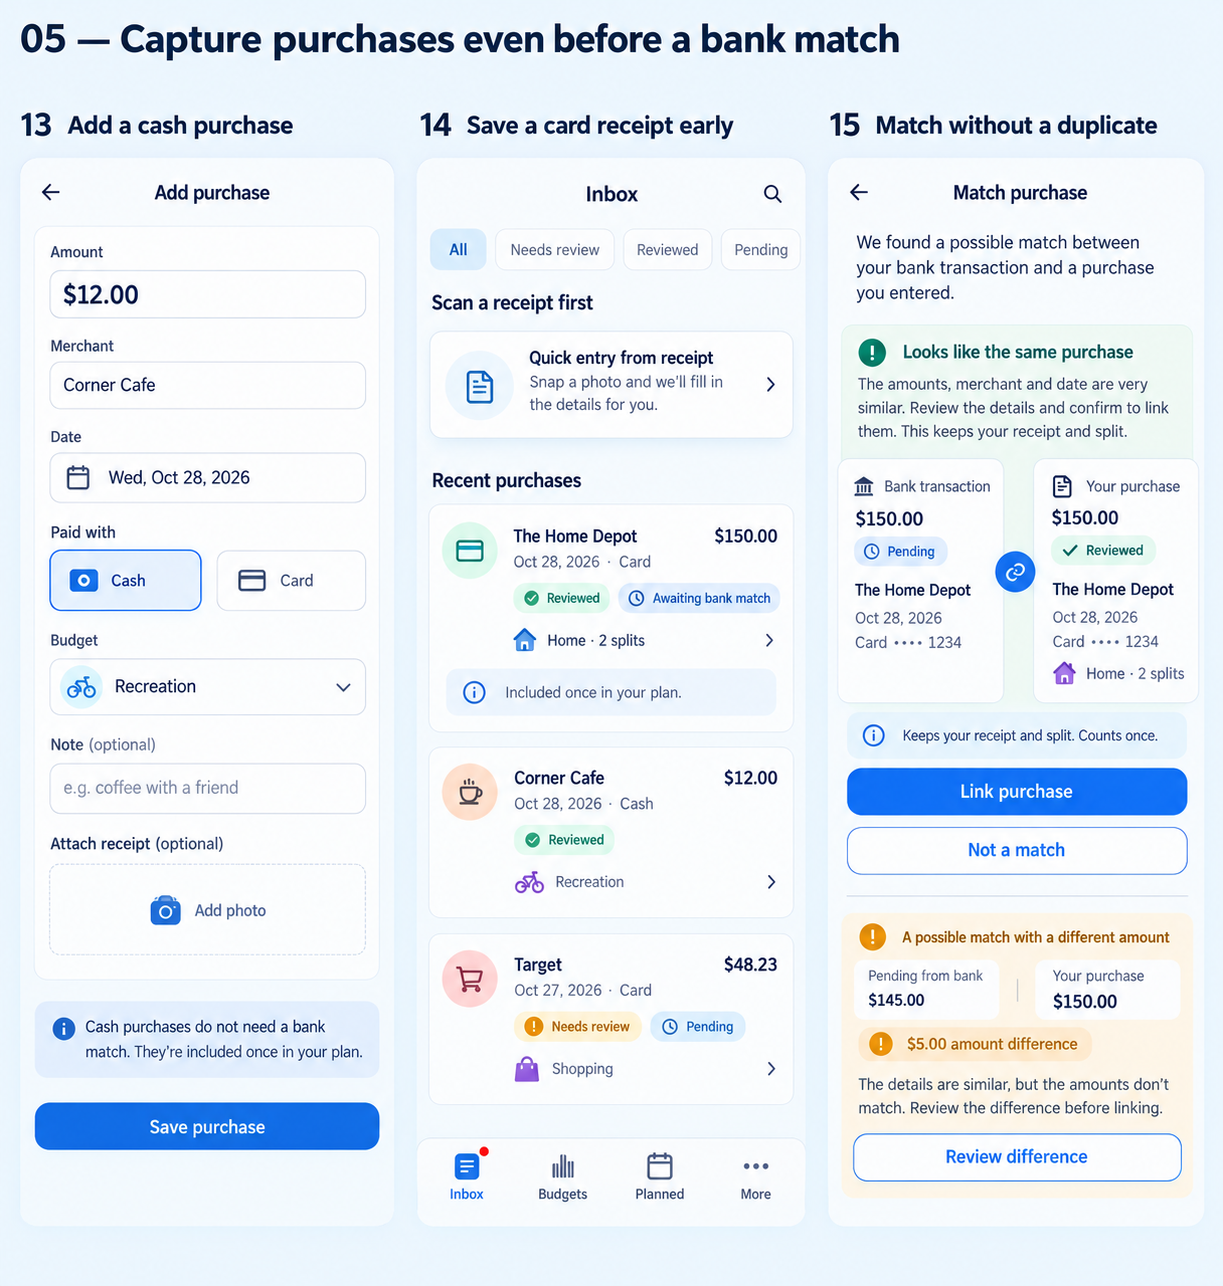 05 — Capture purchases even before a bank match
13 Add a cash purchase
Add purchase
Amount
$12.00
Merchant
Corner Cafe
Date
Wed, Oct 28, 2026
Paid with
Cash
Card
Budget
Recreation
Note (optional)
e.g. coffee with a friend
Attach receipt (optional)
Add photo
Cash purchases do not need a bank
match. They're included once in your plan.
Save purchase
14 Save a card receipt early
Inbox
All
Needs review
Reviewed
Pending
Scan a receipt first
Quick entry from receipt
Snap a photo and we'll fill in
the details for you.
Recent purchases
The Home Depot $150.00
Oct 28, 2026 · Card
Reviewed
Awaiting bank match
Home · 2 splits
Included once in your plan.
Corner Cafe $12.00
Oct 28, 2026 · Cash
Reviewed
Recreation
Target $48.23
Oct 27, 2026 · Card
Needs review
Pending
Shopping
Inbox
Budgets
Planned
More
15 Match without a duplicate
Match purchase
We found a possible match between
your bank transaction and a purchase
you entered.
Looks like the same purchase
The amounts, merchant and date are very
similar. Review the details and confirm to link
them. This keeps your receipt and split.
Bank transaction
$150.00
Pending
The Home Depot
Oct 28, 2026
Card •••• 1234
Your purchase
$150.00
Reviewed
The Home Depot
Oct 28, 2026
Card •••• 1234
Home · 2 splits
Keeps your receipt and split. Counts once.
Link purchase
Not a match
A possible match with a different amount
Pending from bank
$145.00
Your purchase
$150.00
$5.00 amount difference
The details are similar, but the amounts don't
match. Review the difference before linking.
Review difference